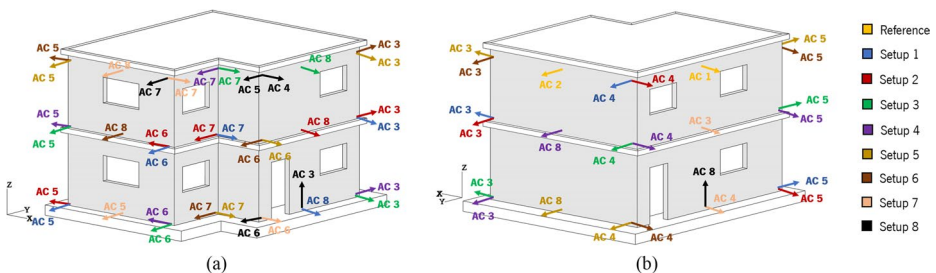 AC 5
AC 5
AC 8
AC 7
AC 7
AC 7
AC 7
AC 5
AC 4
AC 8
AC 3
AC 3
AC 5
AC 5
AC 8
AC 6
AC 6
AC 7
AC 7
AC 6
AC 6
AC 8
AC 3
AC 3
AC 5
AC 5
AC 5
AC 6
AC 6
AC 7
AC 7
AC 6
AC 6
AC 3
AC 8
AC 3
AC 3
Z
Y
X
(a)
AC 3
AC 3
AC 2
AC 4
AC 4
AC 1
AC 5
AC 5
AC 3
AC 3
AC 8
AC 4
AC 4
AC 3
AC 5
AC 5
AC 3
AC 3
AC 8
AC 4
AC 4
AC 8
AC 4
AC 5
AC 5
Z
X
Y
(b)
Reference
Setup 1
Setup 2
Setup 3
Setup 4
Setup 5
Setup 6
Setup 7
Setup 8